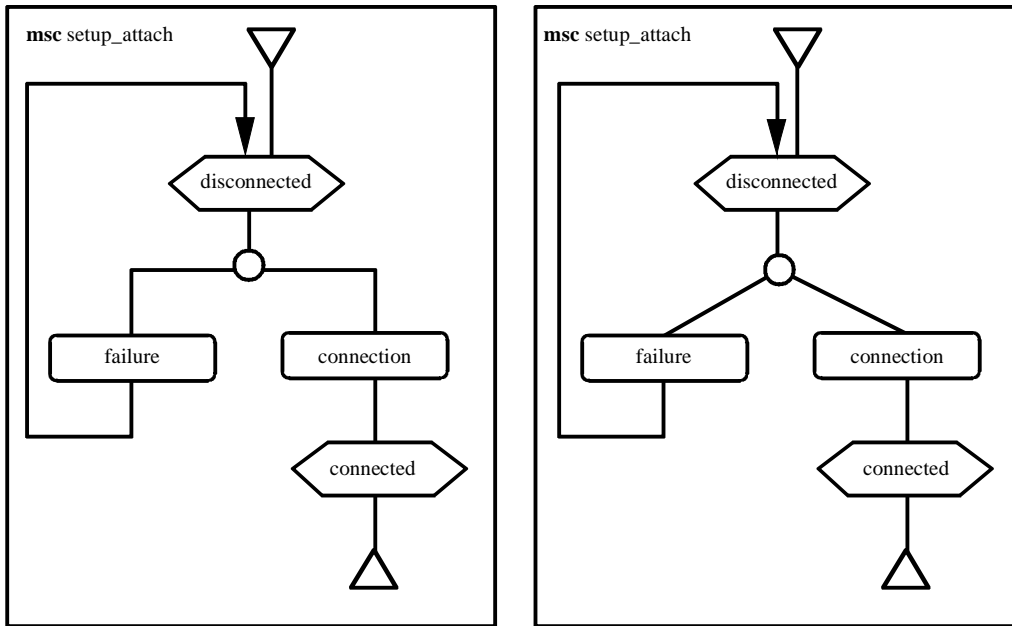 msc setup_attach
disconnected
failure
connection
connected
msc setup_attach
disconnected
failure
connection
connected